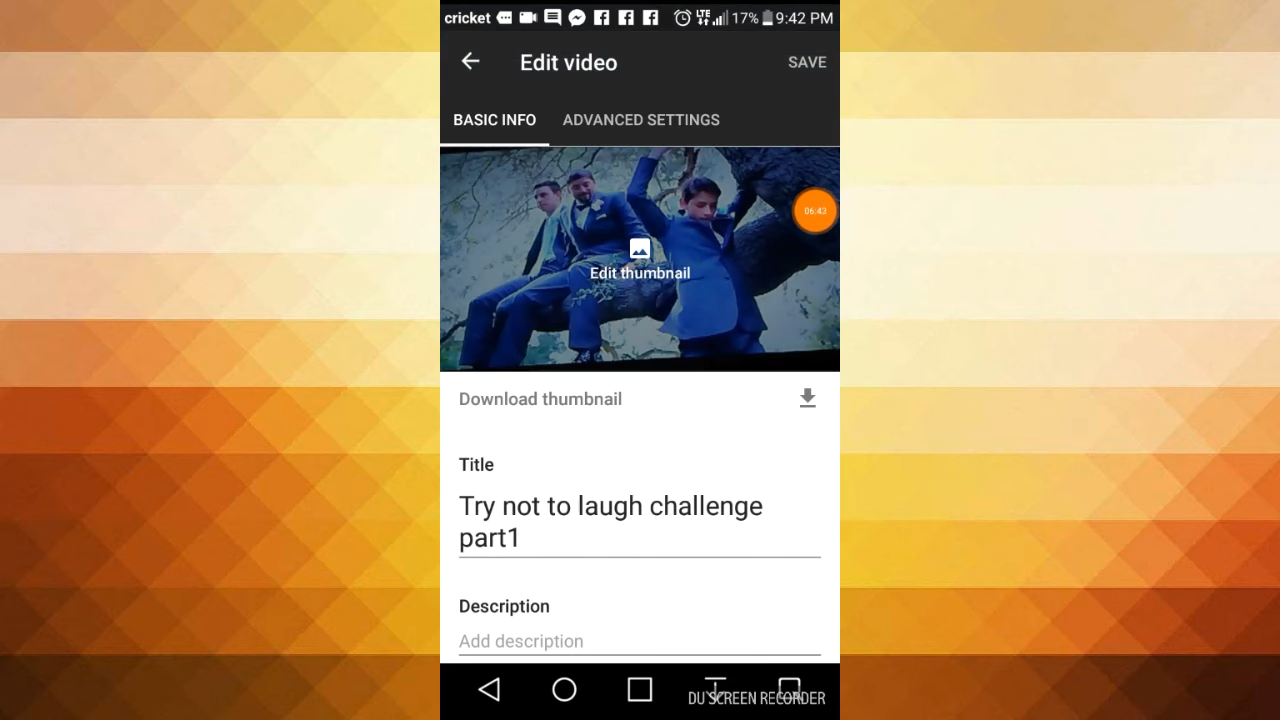 cricket LTE 17% 9:42 PM
Edit video SAVE
BASIC INFO ADVANCED SETTINGS
06:43
Edit thumbnail
Download thumbnail
Title
Try not to laugh challenge
part1
Description
Add description
DU SCREEN RECORDER